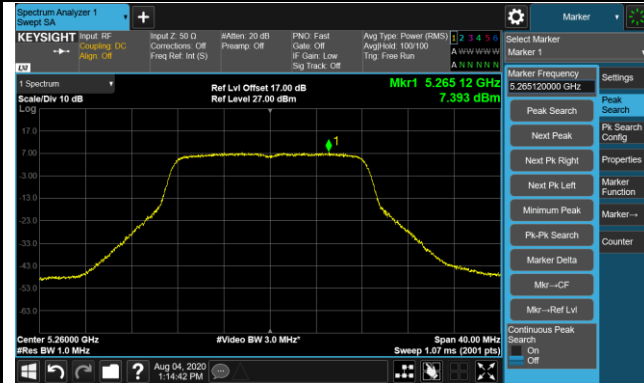 Spectrum Analyzer 1
Swept SA
Marker
KEYSIGHT
Input: RF
Coupling: DC
Align: Off
Input Z: 50 Ω
Corrections: Off
Freq Ref: Int (S)
#Atten: 20 dB
Preamp: Off
PNO: Fast
Gate: Off
IF Gain: Low
Sig Track: Off
Avg Type: Power (RMS)
Avg|Hold: 100/100
Trig: Free Run
1 2 3 4 5 6
A W W W W W
A N N N N N
LXI
Select Marker
Marker 1
1 Spectrum
Scale/Div 10 dB
Log
Ref Lvl Offset 17.00 dB
Ref Level 27.00 dBm
Mkr1 5.265 12 GHz
7.393 dBm
17.0
7.00
-3.00
-13.0
-23.0
-33.0
-43.0
-53.0
-63.0
1
Center 5.26000 GHz
#Res BW 1.0 MHz
#Video BW 3.0 MHz*
Span 40.00 MHz
Sweep 1.07 ms (2001 pts)
Marker Frequency
5.265120000 GHz
Peak Search
Next Peak
Next Pk Right
Next Pk Left
Minimum Peak
Pk-Pk Search
Marker Delta
Mkr→CF
Mkr→Ref Lvl
Continuous Peak
Search
On
Off
Settings
Peak
Search
Pk Search
Config
Properties
Marker
Function
Marker→
Counter
?
Aug 04, 2020
1:14:42 PM